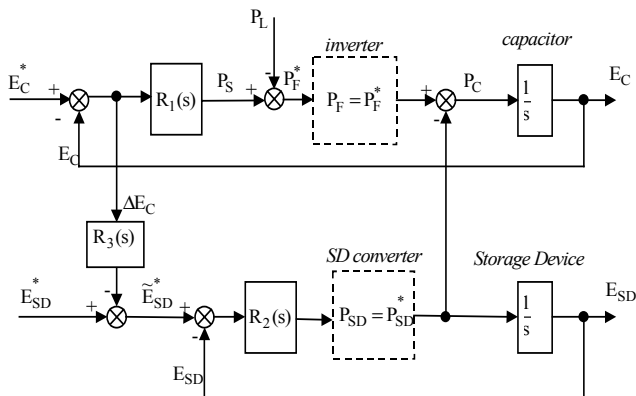 P_L
inverter
capacitor
E_C^*
+
-
R_1(s)
P_S
+
-
P_F^*
P_F = P_F^*
+
-
P_C
1/s
E_C
E_C
ΔE_C
R_3(s)
SD converter
Storage Device
E_SD^*
+
-
Ẽ_SD^*
+
-
R_2(s)
P_SD = P_SD^*
1/s
E_SD
E_SD